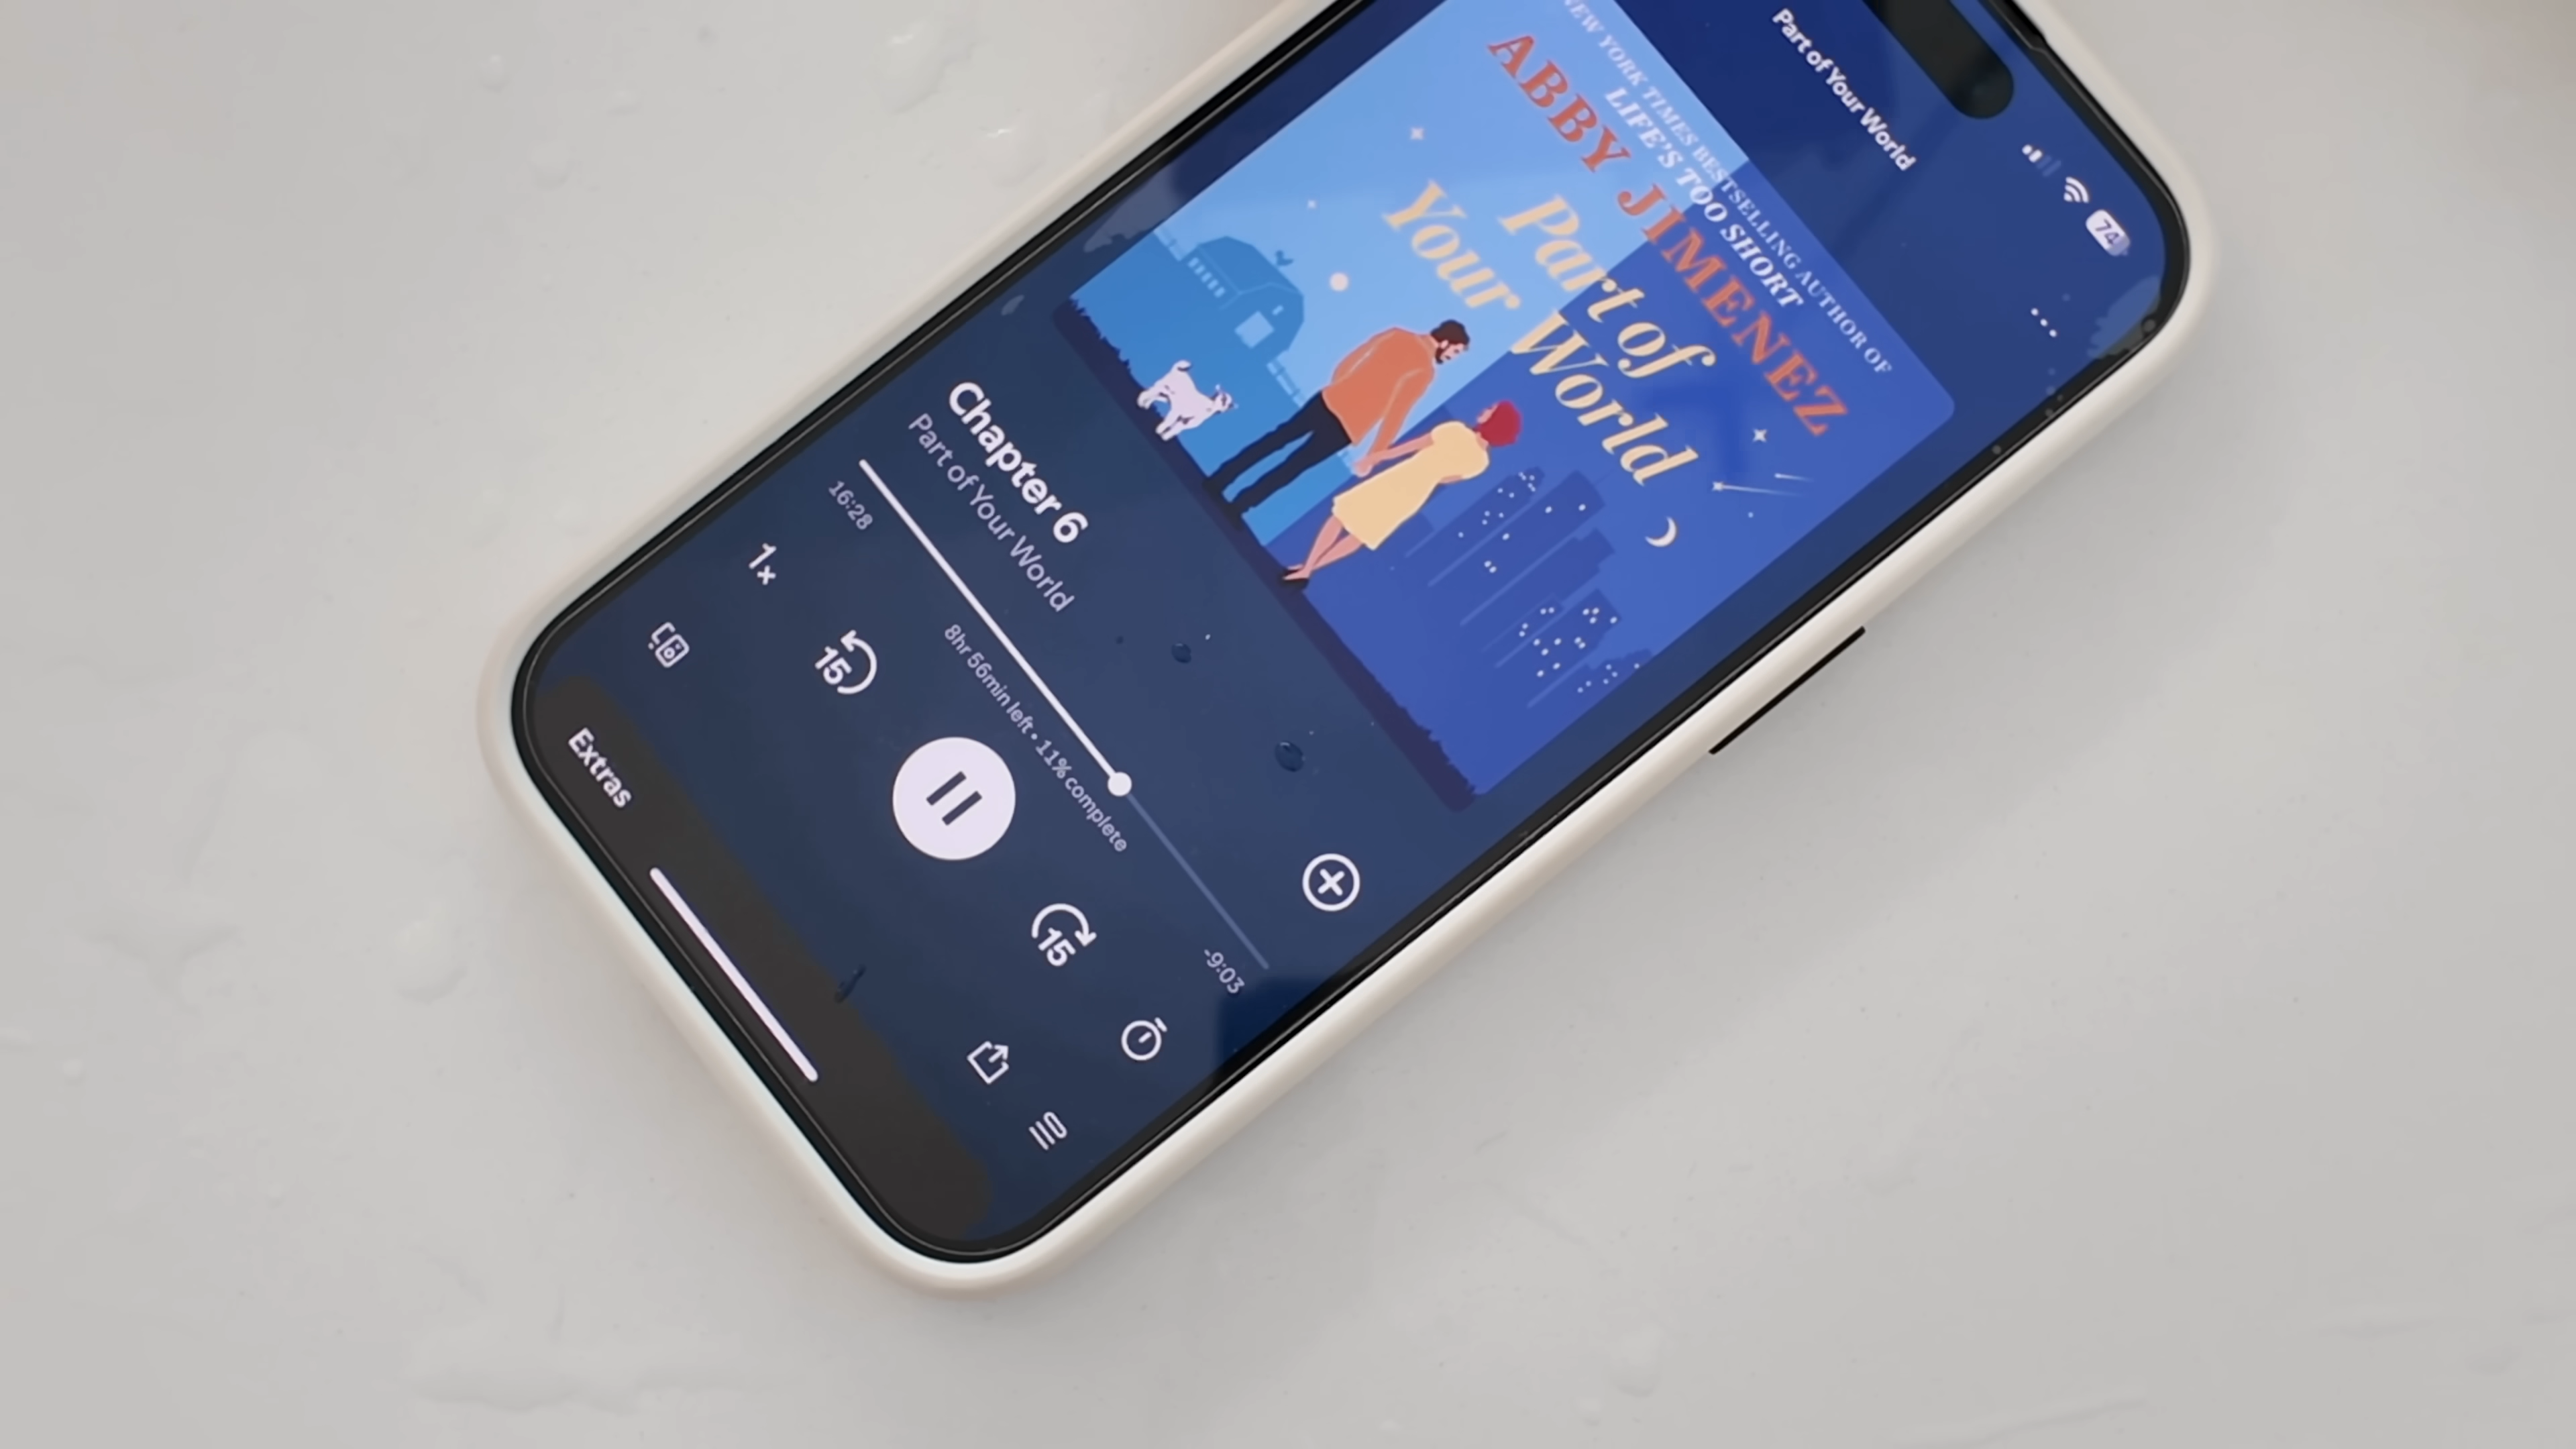 74
Part of Your World
NEW YORK TIMES BESTSELLING AUTHOR OF
LIFE'S TOO SHORT
ABBY JIMENEZ
Part of
Your World
Chapter 6
Part of Your World
16:28
-9:03
8hr 56min left • 11% complete
1x
15
15
Extras